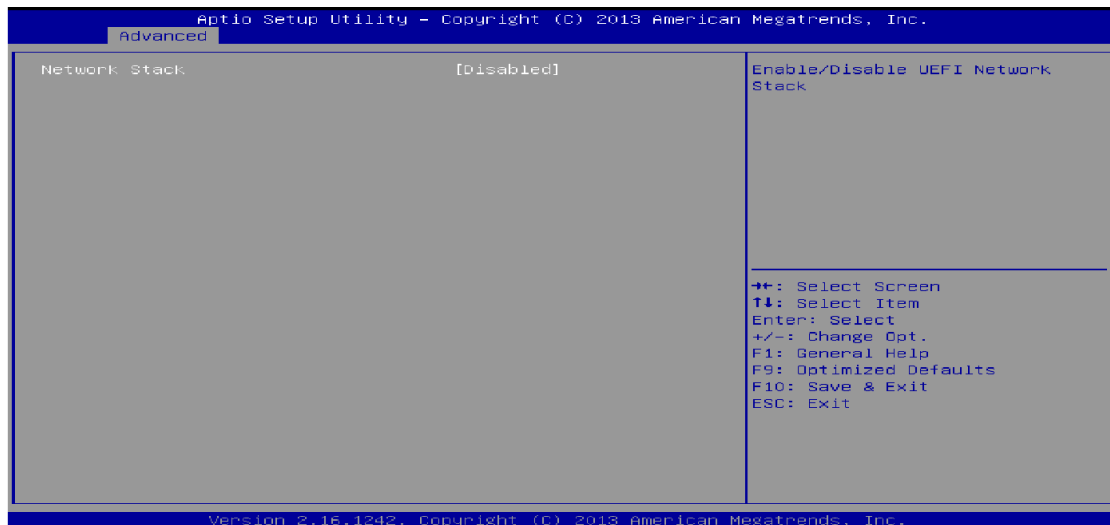 Aptio Setup Utility – Copyright (C) 2013 American Megatrends, Inc.
Advanced
Network Stack [Disabled]
Enable/Disable UEFI Network
Stack
→←: Select Screen
↑↓: Select Item
Enter: Select
+/-: Change Opt.
F1: General Help
F9: Optimized Defaults
F10: Save & Exit
ESC: Exit
Version 2.16.1242. Copyright (C) 2013 American Megatrends, Inc.